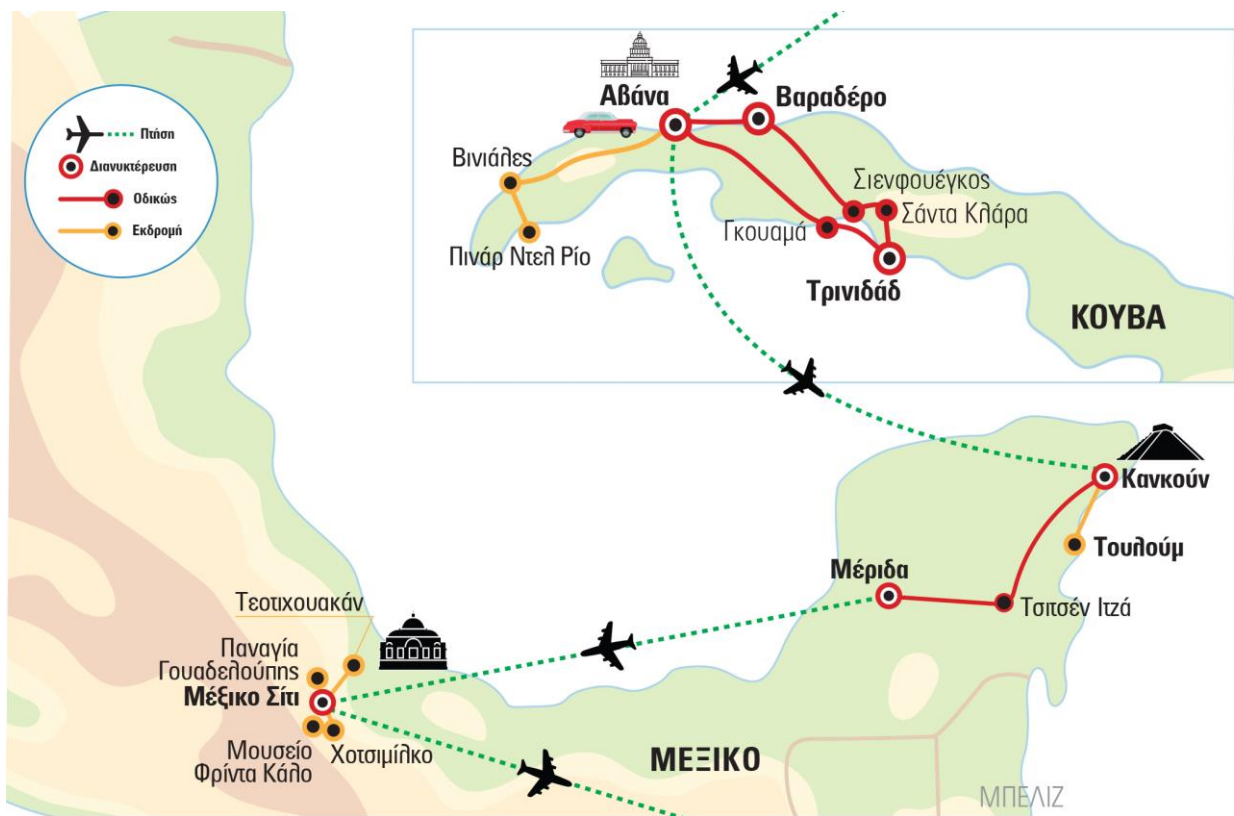 Πτήση
Διανυκτέρευση
Οδικώς
Εκδρομή
Αβάνα
Βαραδέρο
Βινιάλες
Πινάρ Ντελ Ρίο
Σιενφουέγκος
Σάντα Κλάρα
Γκουαμά
Τρινιδάδ
ΚΟΥΒΑ
Κανκούν
Τουλούμ
Μέριδα
Τσιτσέν Ιτζά
Τεοτιχουακάν
Παναγία
Γουαδελούπης
Μέξικο Σίτι
Μουσείο
Φρίντα Κάλο
Χοτσιμίλκο
ΜΕΞΙΚΟ
ΜΠΕΛΙΖ